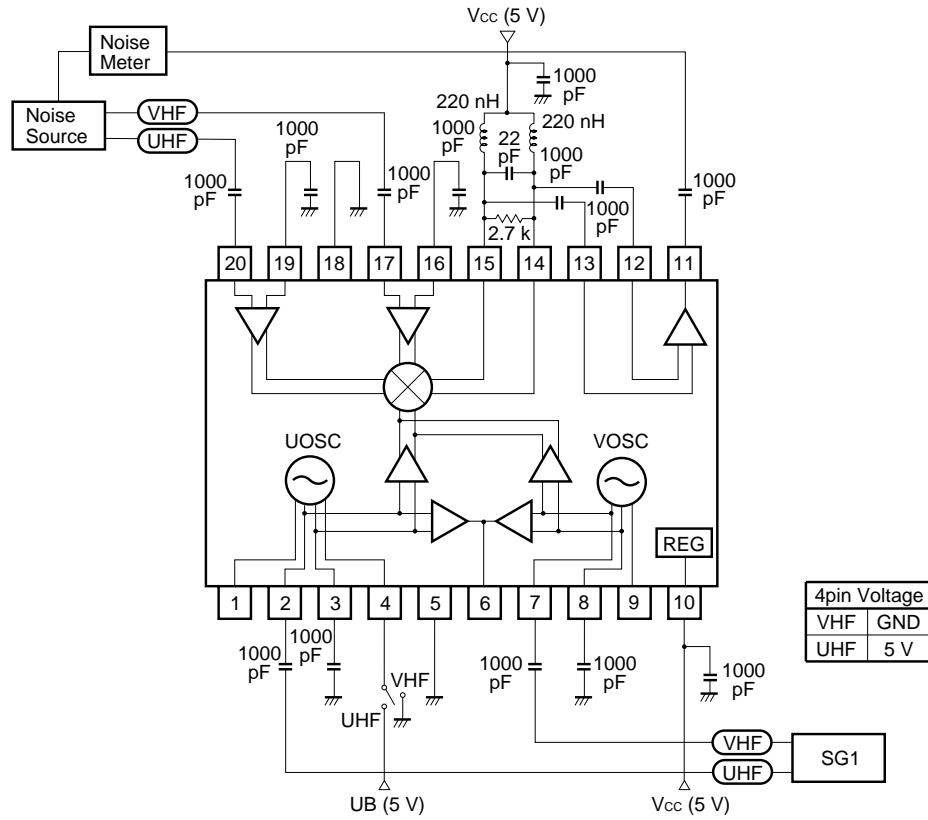 VCC (5 V)
Noise
Meter
1000
pF
Noise
Source
VHF
UHF
220 nH
220 nH
1000
pF
1000
pF
22
pF
1000
pF
1000
pF
1000
pF
1000
pF
1000
pF
2.7 k
20
19
18
17
16
15
14
13
12
11
UOSC
VOSC
REG
1
2
3
4
5
6
7
8
9
10
4pin Voltage
VHF GND
UHF 5 V
1000
pF
1000
pF
1000
pF
1000
pF
1000
pF
VHF
UHF
VHF
UHF
SG1
UB (5 V)
VCC (5 V)